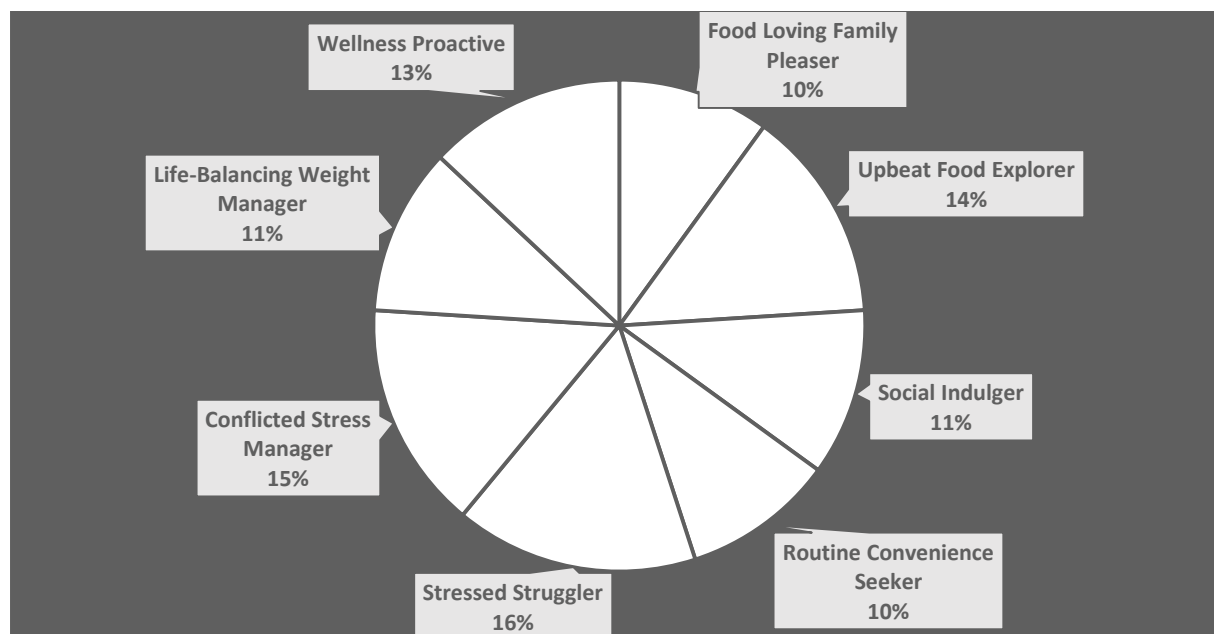 Food Loving Family
Pleaser
10%
Upbeat Food Explorer
14%
Social Indulger
11%
Routine Convenience
Seeker
10%
Stressed Struggler
16%
Conflicted Stress
Manager
15%
Life-Balancing Weight
Manager
11%
Wellness Proactive
13%